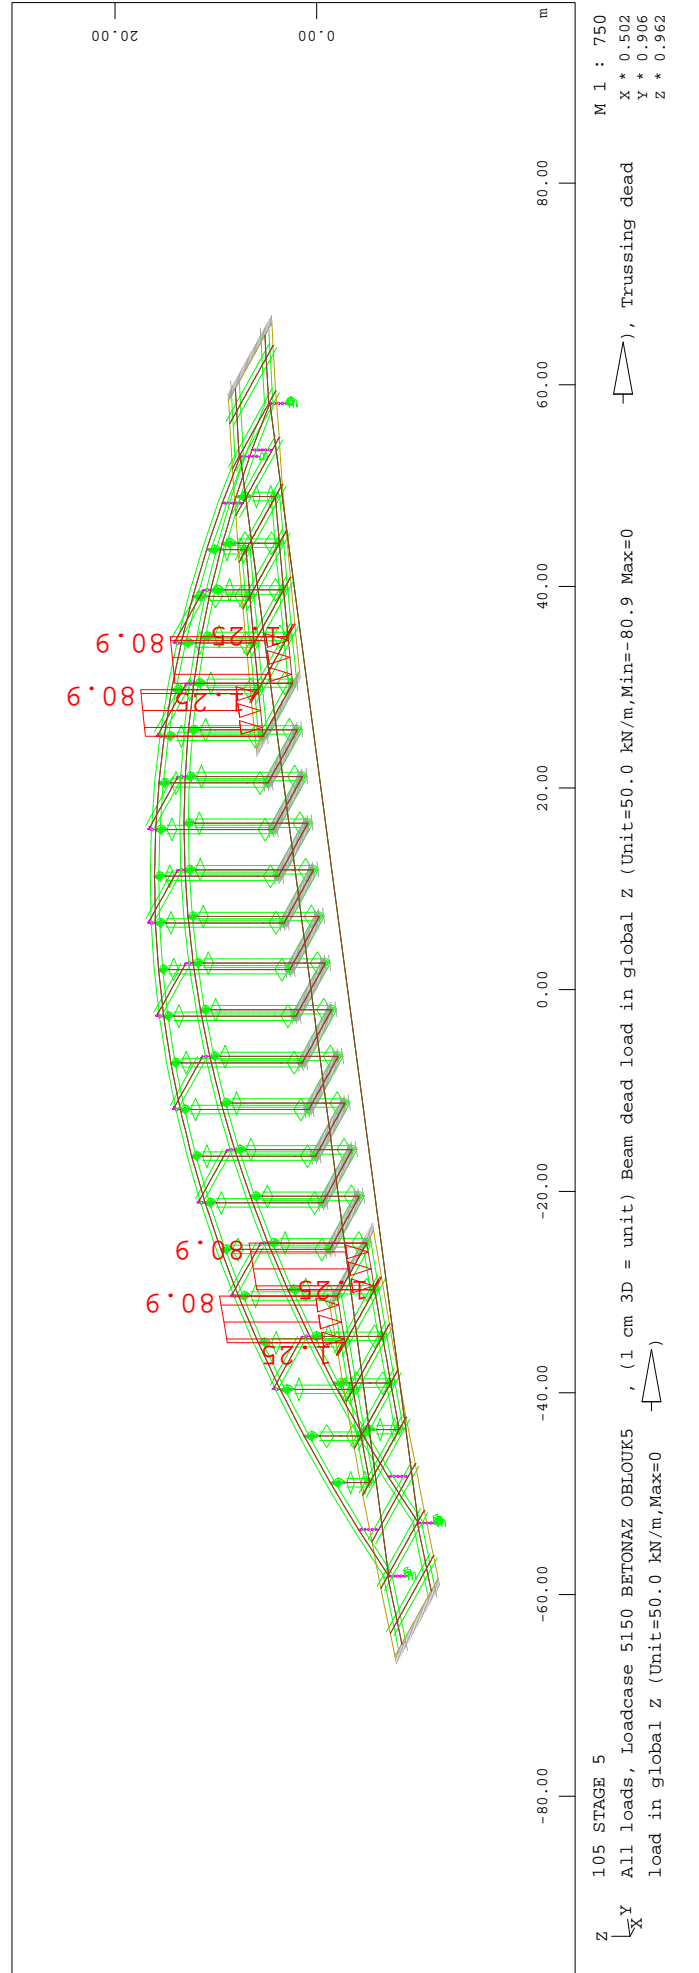 20.00
0.00
m
80.00
60.00
40.00
20.00
0.00
-20.00
-40.00
-60.00
-80.00
80.9
1.25
80.9
1.25
80.9
1.25
80.9
1.25
M 1 : 750
X * 0.502
Y * 0.906
Z * 0.962
Z
Y
X
105 STAGE 5
All loads, Loadcase 5150 BETONAZ OBLOUK5 , (1 cm 3D = unit) Beam dead load in global Z (Unit=50.0 kN/m,Min=-80.9 Max=0 ), Trussing dead
load in global Z (Unit=50.0 kN/m,Max=0 )